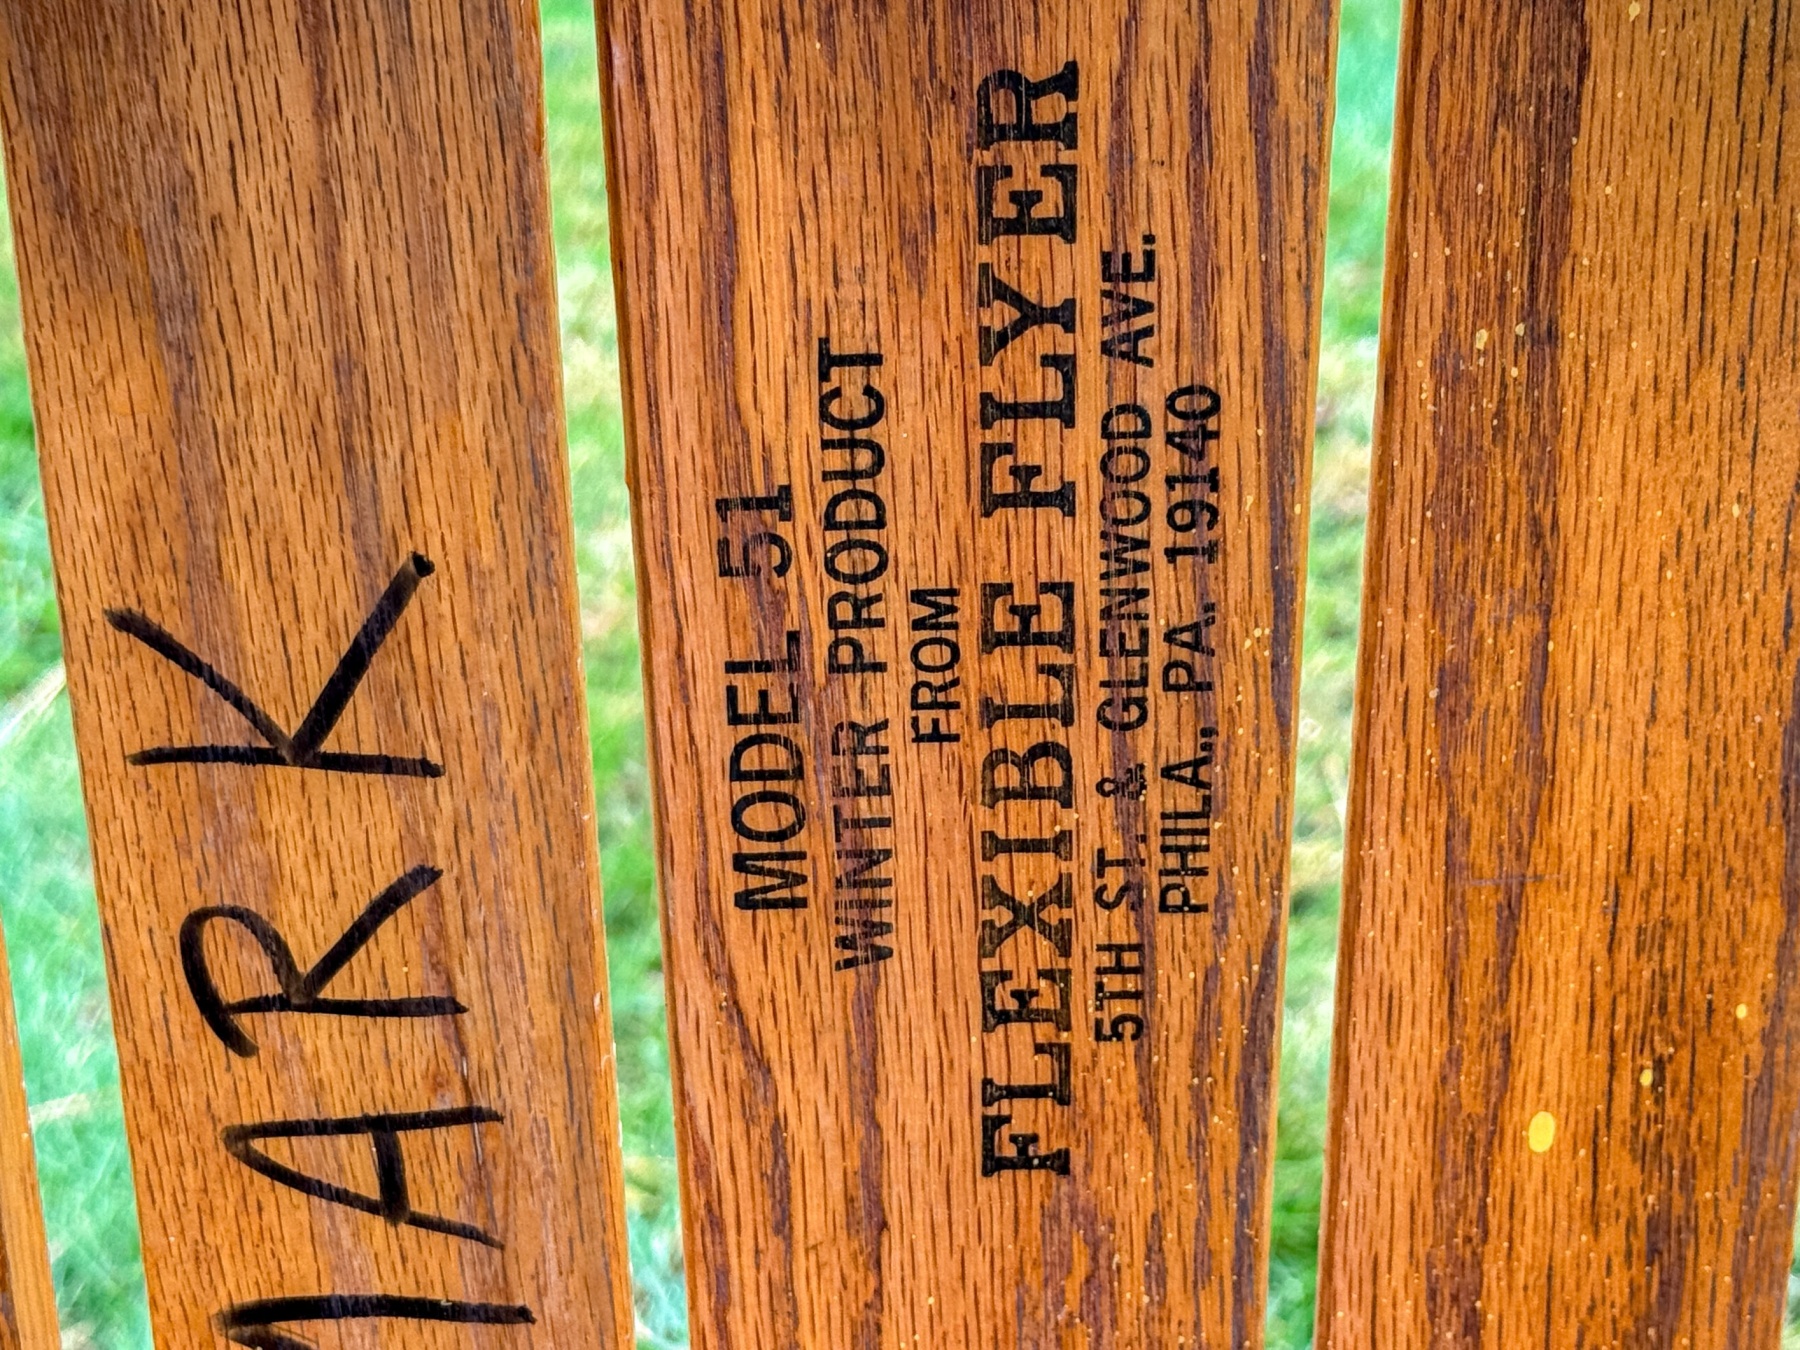 MARK
MODEL 51
WINTER PRODUCT
FROM
FLEXIBLE FLYER
5TH ST. & GLENWOOD AVE.
PHILA., PA. 19140